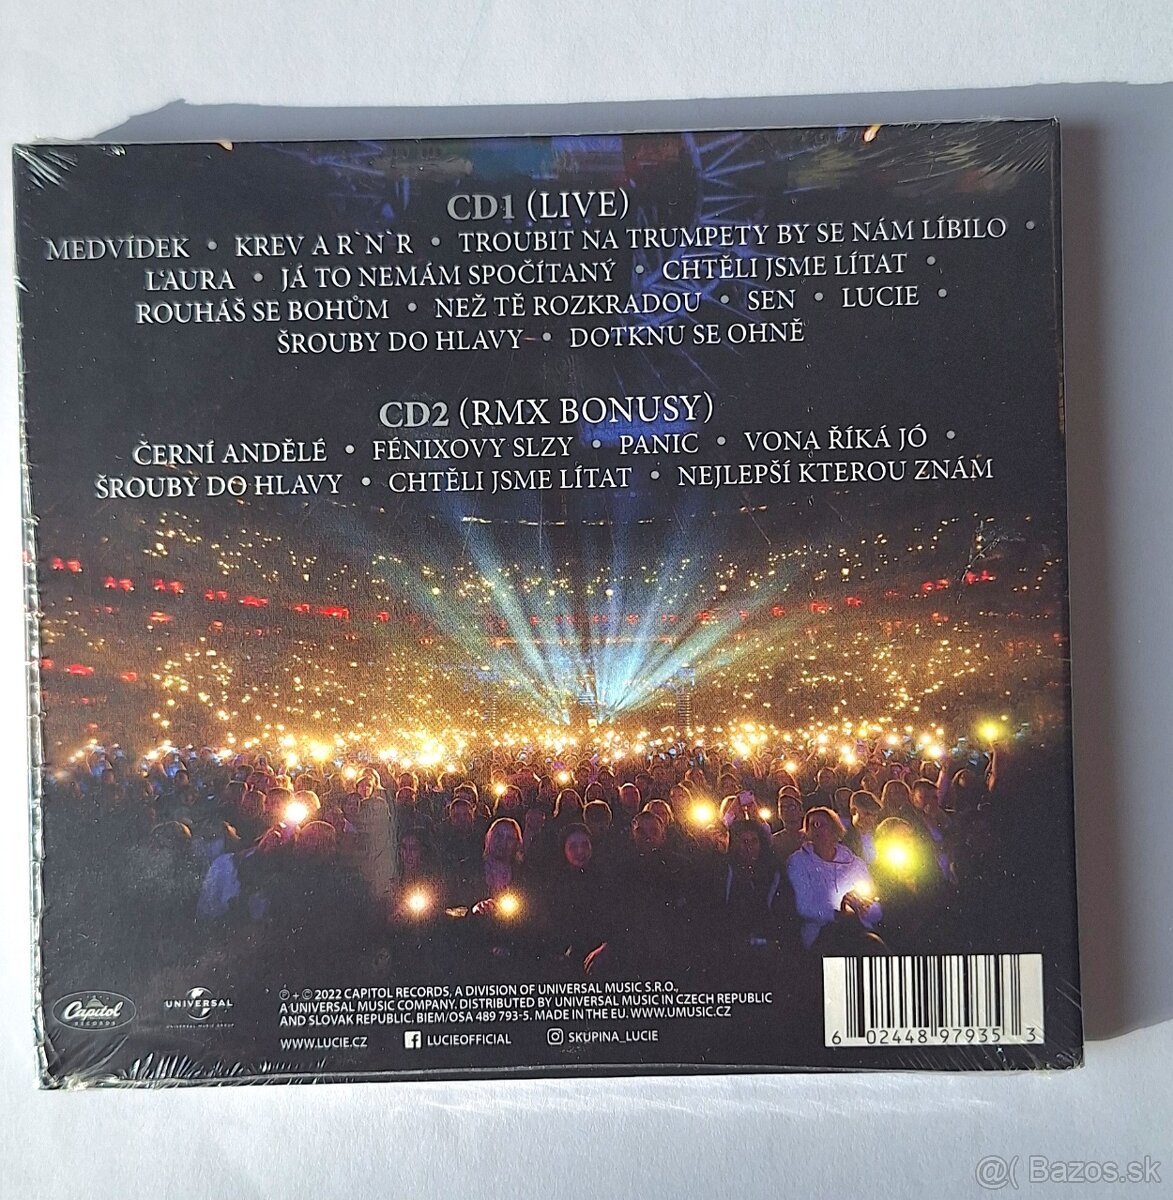 CD1 (LIVE)
MEDVÍDEK • KREV A R`N`R • TROUBIT NA TRUMPETY BY SE NÁM LÍBILO •
ĽAURA • JÁ TO NEMÁM SPOČÍTANÝ • CHTĚLI JSME LÍTAT •
ROUHÁŠ SE BOHŮM • NEŽ TĚ ROZKRADOU • SEN • LUCIE •
ŠROUBY DO HLAVY • DOTKNU SE OHNĚ
CD2 (RMX BONUSY)
ČERNÍ ANDĚLÉ • FÉNIXOVY SLZY • PANIC • VONA ŘÍKÁ JÓ •
ŠROUBY DO HLAVY • CHTĚLI JSME LÍTAT • NEJLEPŠÍ KTEROU ZNÁM
Capitol
RECORDS
UNIVERSAL
UNIVERSAL MUSIC GROUP
℗ + © 2022 CAPITOL RECORDS, A DIVISION OF UNIVERSAL MUSIC S.R.O.,
A UNIVERSAL MUSIC COMPANY. DISTRIBUTED BY UNIVERSAL MUSIC IN CZECH REPUBLIC
AND SLOVAK REPUBLIC. BIEM/OSA 489 793-5. MADE IN THE EU. WWW.UMUSIC.CZ
WWW.LUCIE.CZ LUCIEOFFICIAL SKUPINA_LUCIE
6 02448 97935 3
@( Bazos.sk